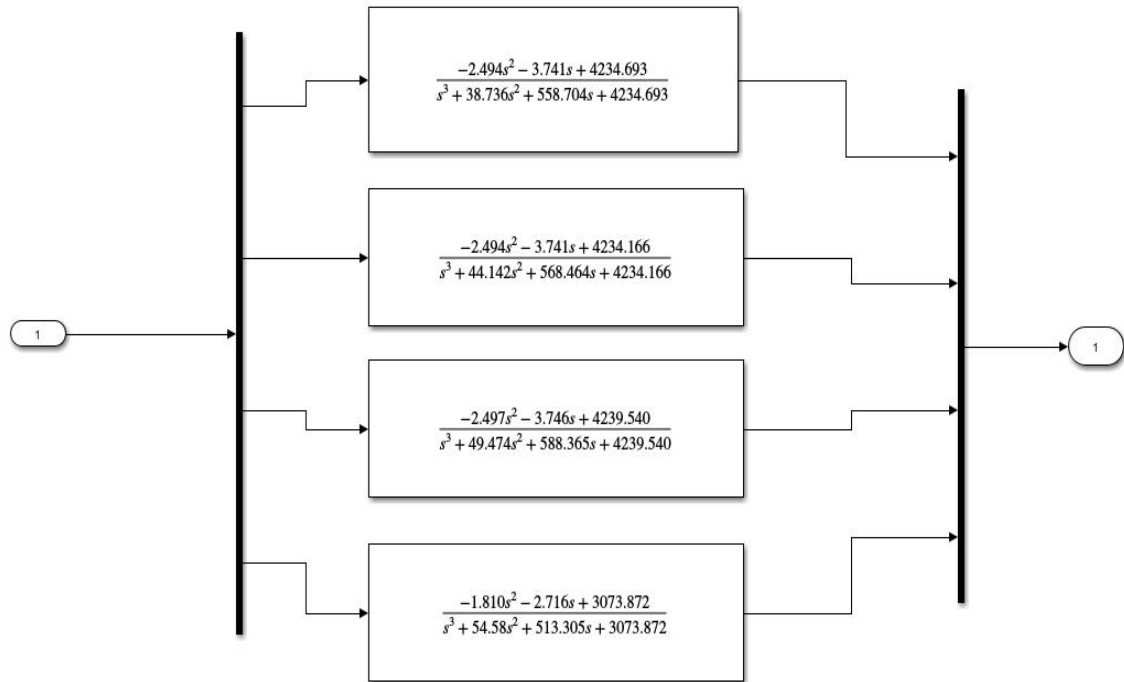 -2.494s² - 3.741s + 4234.693
s³ + 38.736s² + 558.704s + 4234.693
-2.494s² - 3.741s + 4234.166
s³ + 44.142s² + 568.464s + 4234.166
1
1
-2.497s² - 3.746s + 4239.540
s³ + 49.474s² + 588.365s + 4239.540
-1.810s² - 2.716s + 3073.872
s³ + 54.58s² + 513.305s + 3073.872